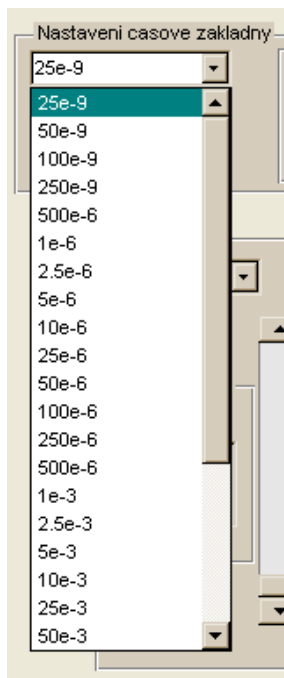 Nastaveni casove zakladny
25e-9
25e-9
50e-9
100e-9
250e-9
500e-6
1e-6
2.5e-6
5e-6
10e-6
25e-6
50e-6
100e-6
250e-6
500e-6
1e-3
2.5e-3
5e-3
10e-3
25e-3
50e-3